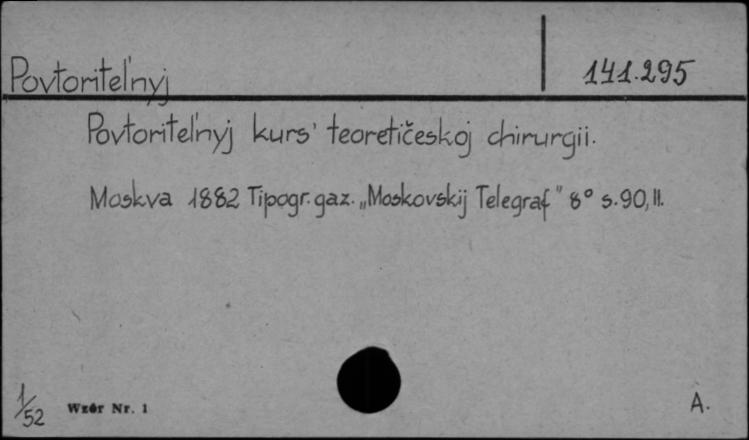 Povtoritel'nyj
141.295
Povtoritel'nyj kurs' teoretičeskoj chirurgii.
Moskva 1882 Tipogr. gaz. „Moskovskij Telegraf" 8° s. 90, II.
1/52
Wzór Nr. 1
A.